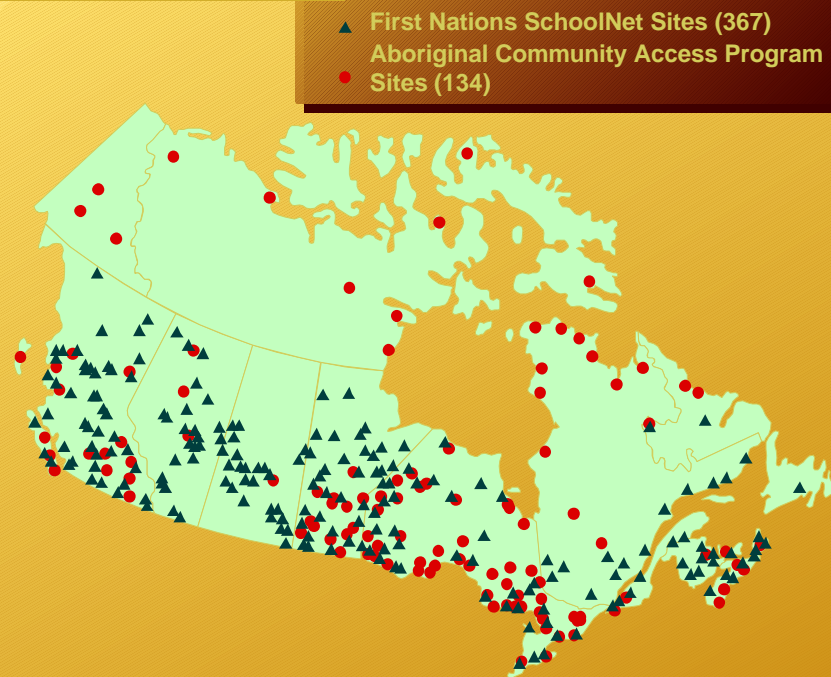 First Nations SchoolNet Sites (367)
Aboriginal Community Access Program
Sites (134)